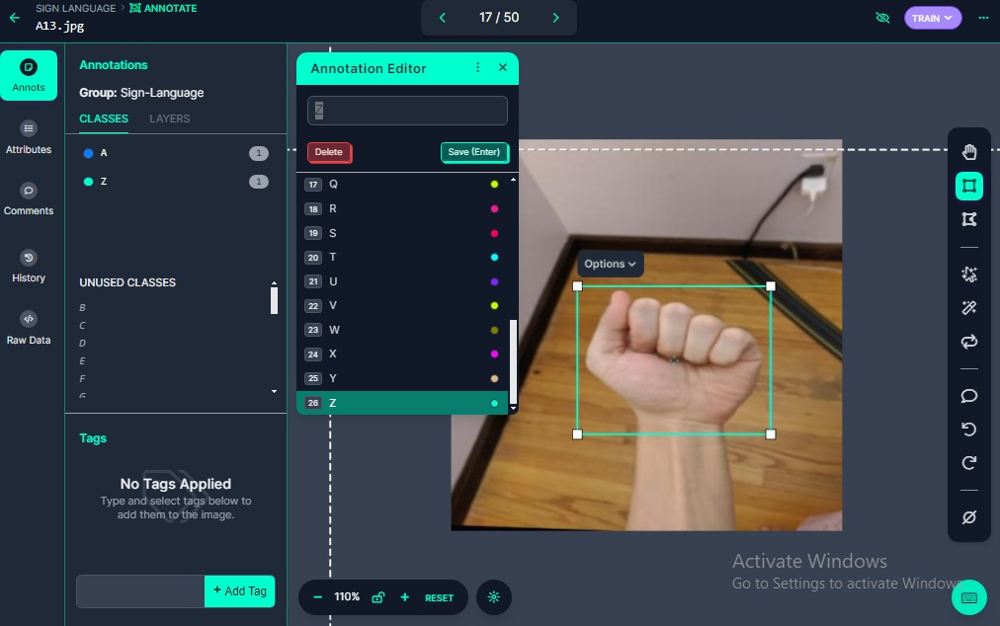 SIGN LANGUAGE > ANNOTATE
A13.jpg
17 / 50
TRAIN
Annots
Attributes
Comments
History
Raw Data
Annotations
Group: Sign-Language
CLASSES LAYERS
A 1
Z 1
UNUSED CLASSES
B
C
D
E
F
G
Tags
No Tags Applied
Type and select tags below to
add them to the image.
+ Add Tag
Annotation Editor
Z
Delete Save (Enter)
17 Q
18 R
19 S
20 T
21 U
22 V
23 W
24 X
25 Y
26 Z
Options
110% RESET
Activate Windows
Go to Settings to activate Windows